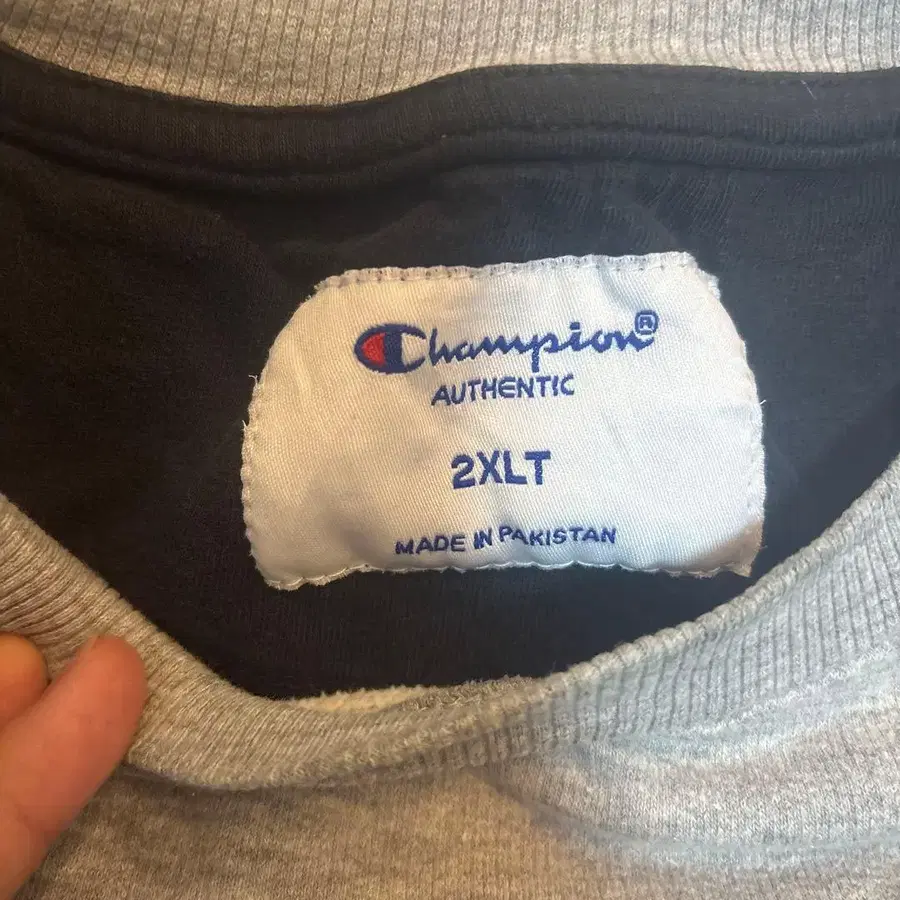 Champion®
AUTHENTIC
2XLT
MADE IN PAKISTAN